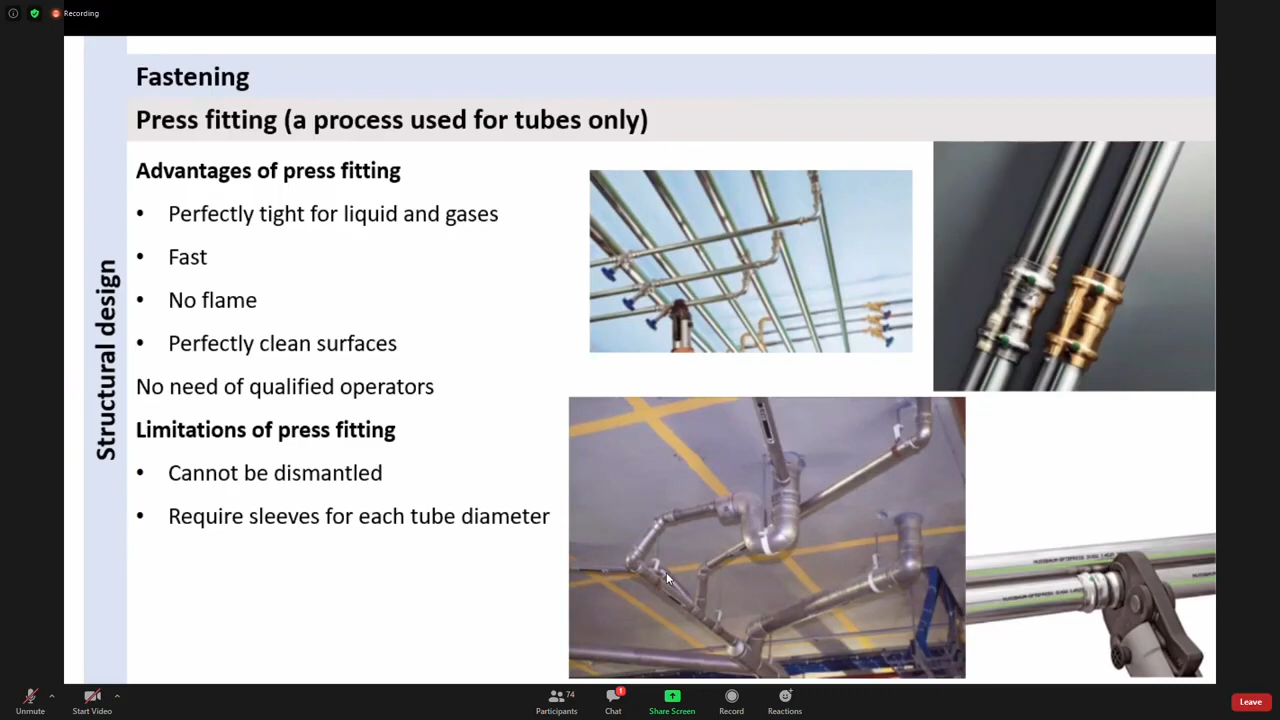 Recording
Fastening
Press fitting (a process used for tubes only)
Structural design
Advantages of press fitting
• Perfectly tight for liquid and gases
• Fast
• No flame
• Perfectly clean surfaces
No need of qualified operators
Limitations of press fitting
• Cannot be dismantled
• Require sleeves for each tube diameter
Unmute
Start Video
Participants
74
Chat
1
Share Screen
Record
Reactions
Leave